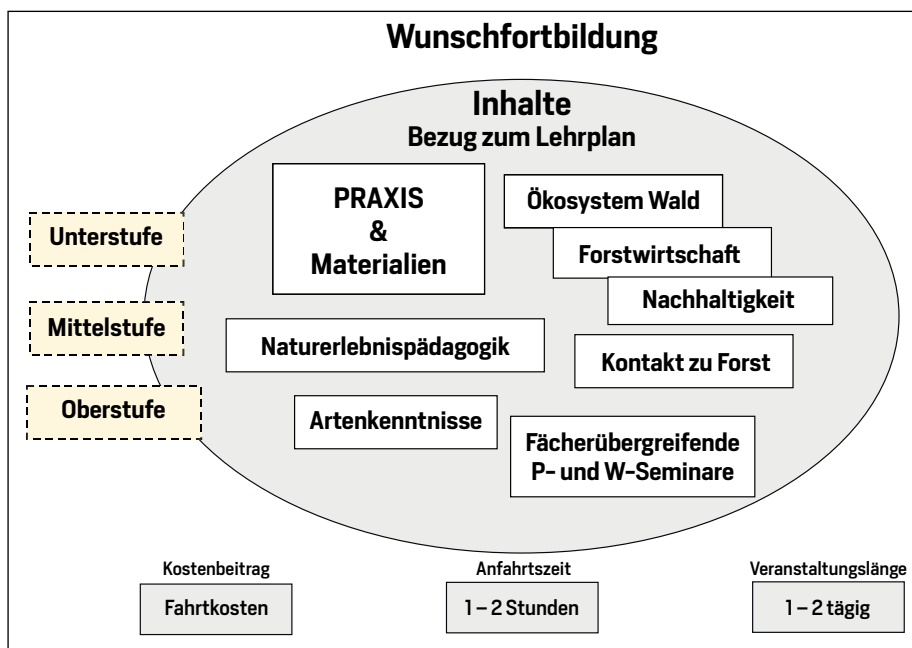 Wunschfortbildung
Inhalte
Bezug zum Lehrplan
PRAXIS
&
Materialien
Ökosystem Wald
Forstwirtschaft
Nachhaltigkeit
Unterstufe
Mittelstufe
Oberstufe
Naturerlebnispädagogik
Kontakt zu Forst
Artenkenntnisse
Fächerübergreifende
P- und W-Seminare
Kostenbeitrag
Fahrtkosten
Anfahrtszeit
1 – 2 Stunden
Veranstaltungslänge
1 – 2 tägig